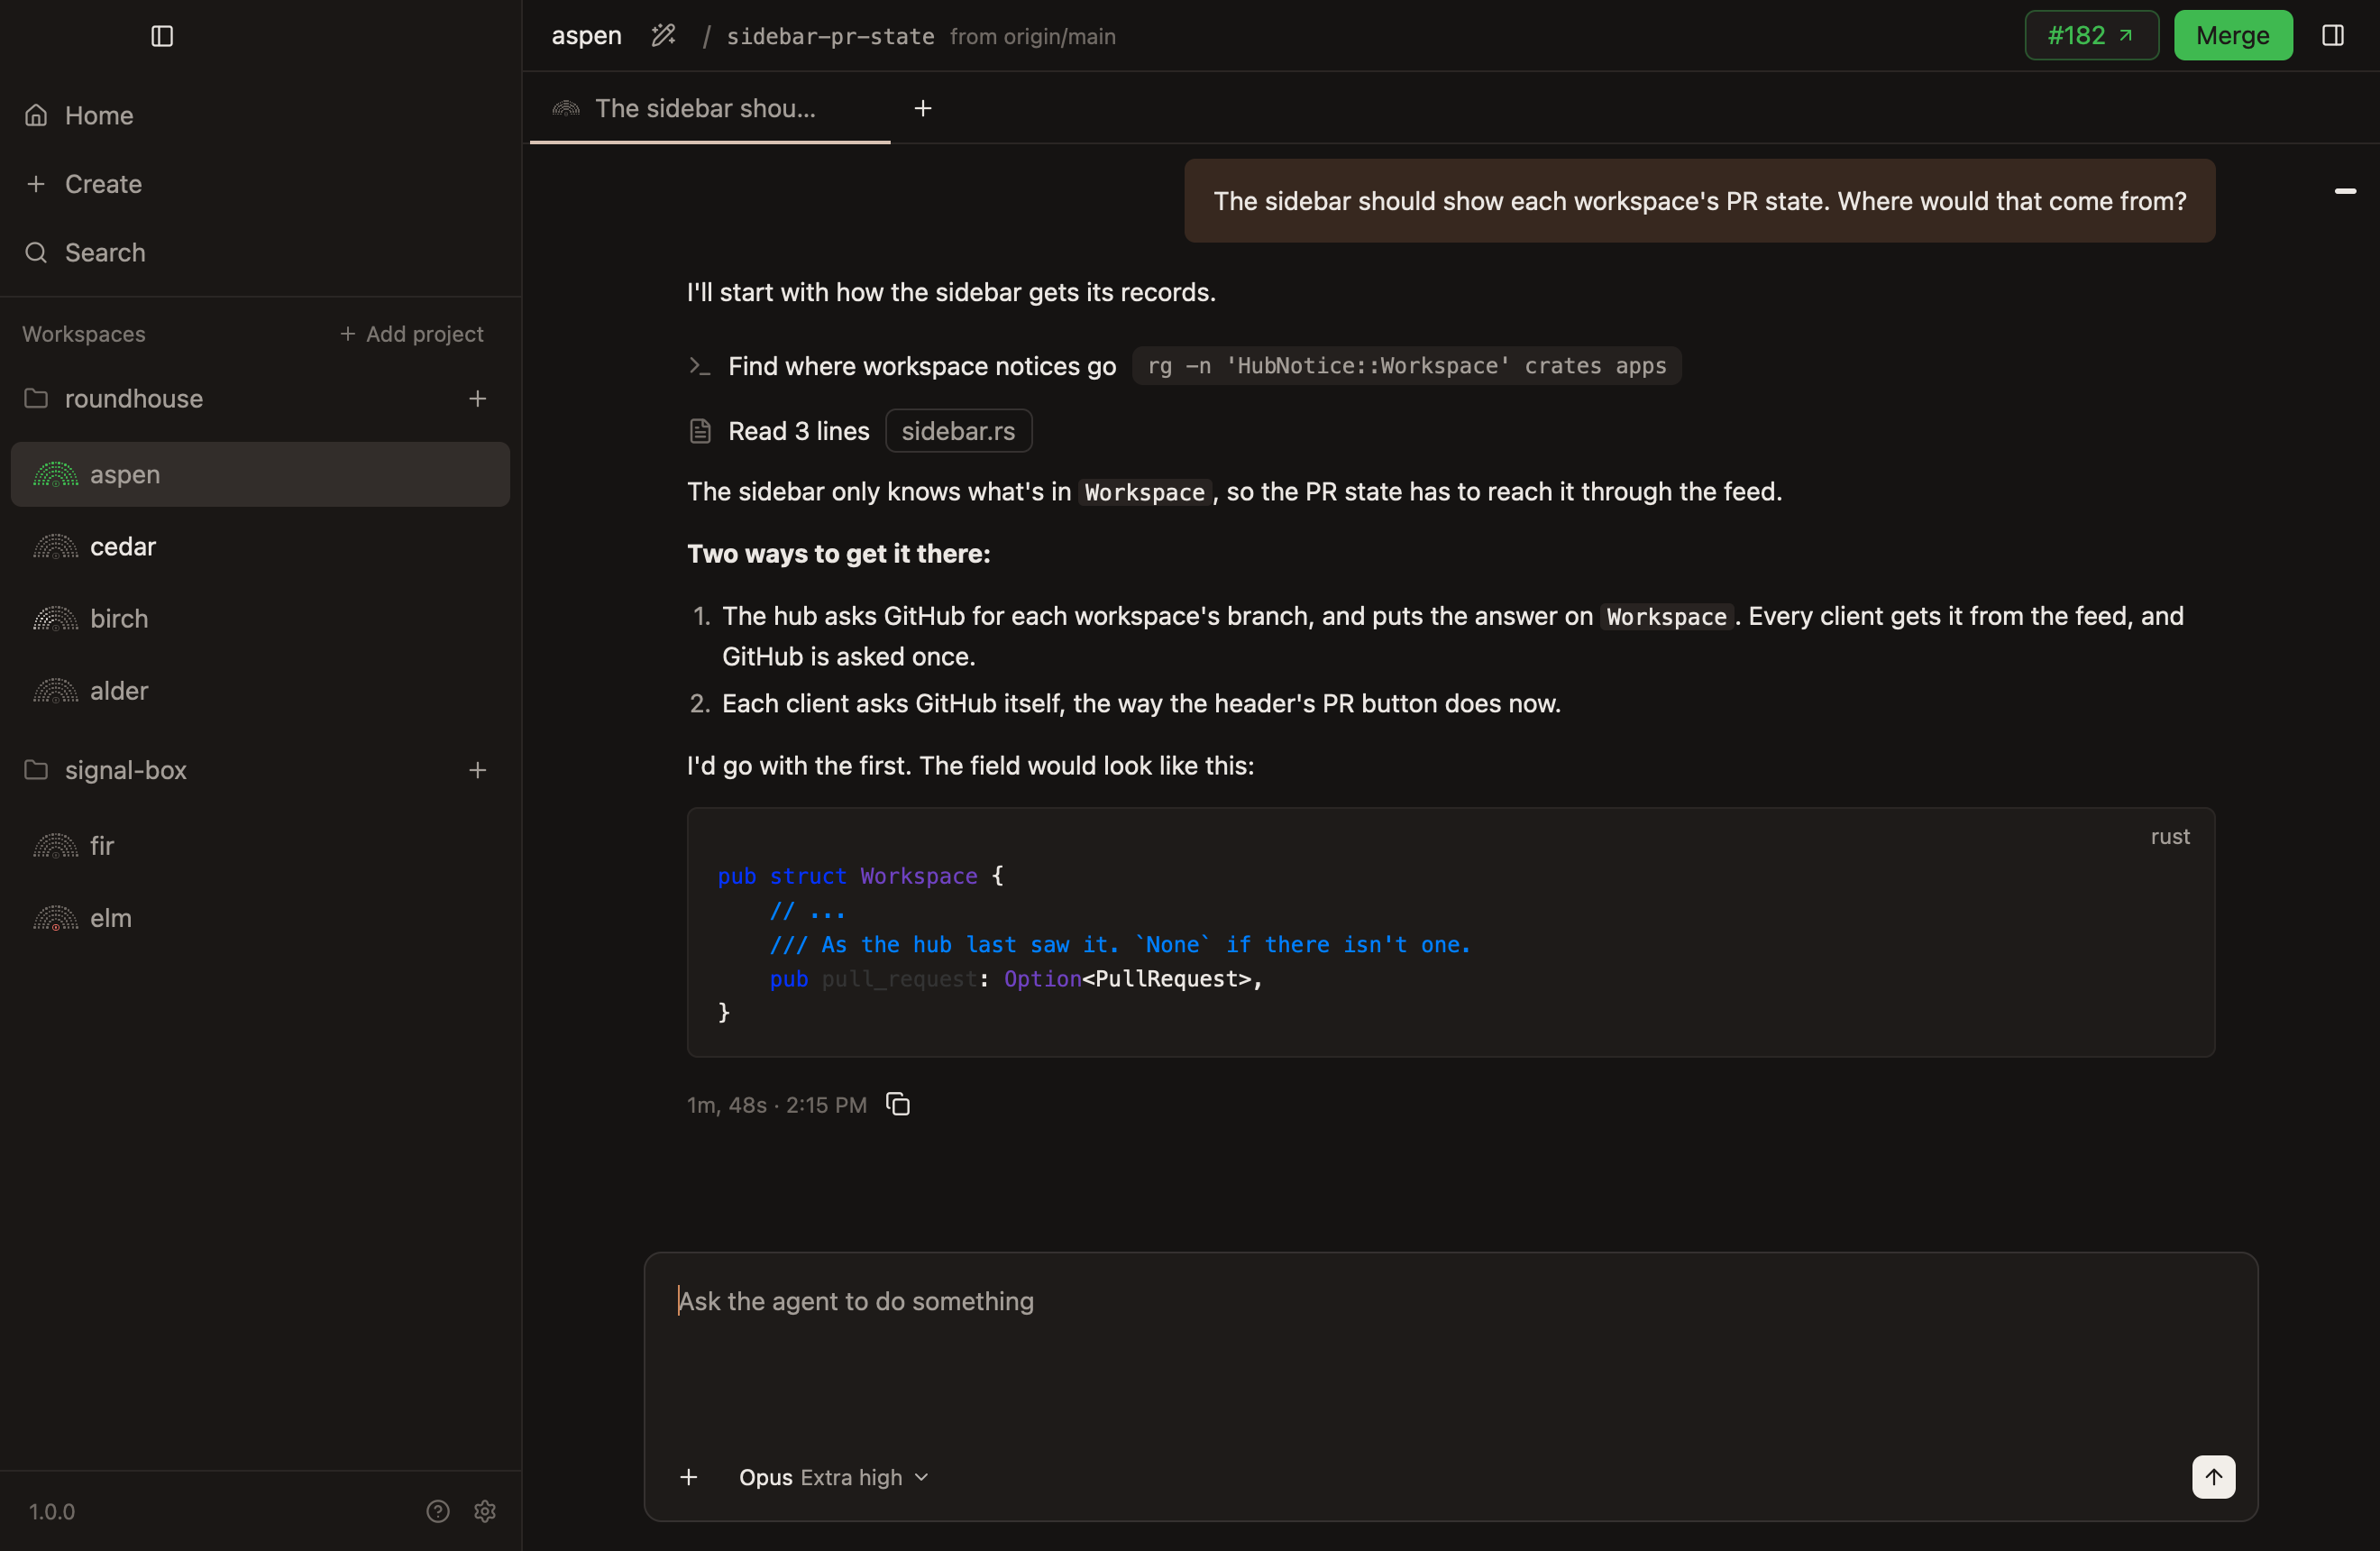 aspen / sidebar-pr-state from origin/main
#182
Merge
Home
Create
Search
Workspaces
Add project
roundhouse
aspen
cedar
birch
alder
signal-box
fir
elm
1.0.0
The sidebar shou...
The sidebar should show each workspace's PR state. Where would that come from?
I'll start with how the sidebar gets its records.
Find where workspace notices go rg -n 'HubNotice::Workspace' crates apps
Read 3 lines sidebar.rs
The sidebar only knows what's in Workspace, so the PR state has to reach it through the feed.
Two ways to get it there:
1. The hub asks GitHub for each workspace's branch, and puts the answer on Workspace. Every client gets it from the feed, and
GitHub is asked once.
2. Each client asks GitHub itself, the way the header's PR button does now.
I'd go with the first. The field would look like this:
rust
pub struct Workspace {
    // ...
    /// As the hub last saw it. `None` if there isn't one.
    pub pull_request: Option<PullRequest>,
}
1m, 48s · 2:15 PM
Ask the agent to do something
Opus Extra high